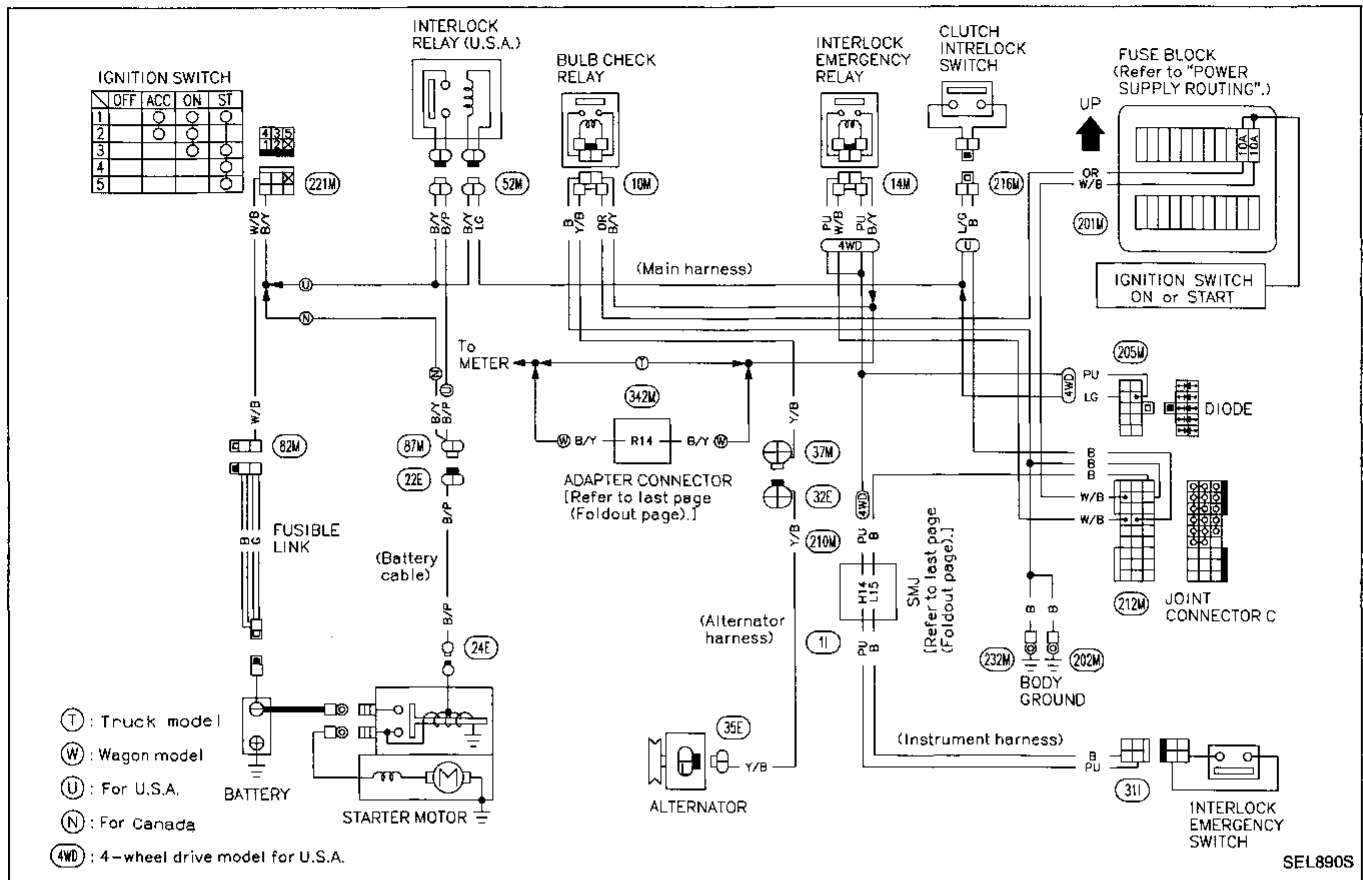 INTERLOCK
RELAY (U.S.A.)
BULB CHECK
RELAY
INTERLOCK
EMERGENCY
RELAY
CLUTCH
INTRELOCK
SWITCH
FUSE BLOCK
(Refer to "POWER
SUPPLY ROUTING".)
IGNITION SWITCH
OFF ACC ON ST
1
2
3
4
5
4 3 5
1 2
221M
52M
10M
14M
216M
UP
10A
10A
OR
W/B
201M
W/B
B/Y
B/Y
B/P
B/Y
LG
B
Y/B
OR
B/Y
PU
W/B
PU
B/Y
4WD
L/G
B
U
IGNITION SWITCH
ON or START
(Main harness)
U
N
To
METER
T
N
U
342M
B/Y
B/P
W B/Y R14 B/Y W
ADAPTER CONNECTOR
[Refer to last page
(Foldout page).]
W/B
82M
87M
22E
B/P
Y/B
37M
32E
Y/B
210M
205M
4WD
PU
LG
DIODE
B
B
B
W/B
W/B
212M
JOINT
CONNECTOR C
B
G
FUSIBLE
LINK
(Battery
cable)
B/P
24E
4WD
PU
B
H14
L15
SMJ
[Refer to last page
(Foldout page).]
1I
PU
B
(Alternator
harness)
B
B
232M
202M
BODY
GROUND
(Instrument harness)
B
PU
31I
INTERLOCK
EMERGENCY
SWITCH
35E
Y/B
ALTERNATOR
BATTERY
M
STARTER MOTOR
T : Truck model
W : Wagon model
U : For U.S.A.
N : For Canada
4WD : 4-wheel drive model for U.S.A.
SEL890S